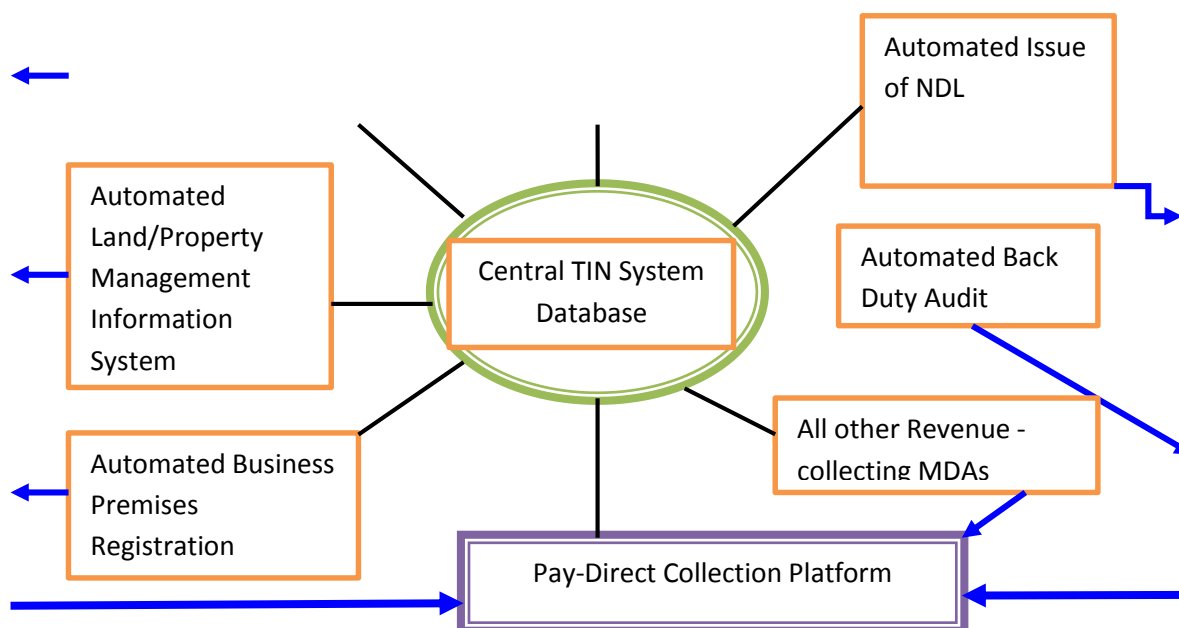 Automated Issue
of NDL
Automated
Land/Property
Management
Information
System
Central TIN System
Database
Automated Back
Duty Audit
All other Revenue -
collecting MDAs
Automated Business
Premises
Registration
Pay-Direct Collection Platform